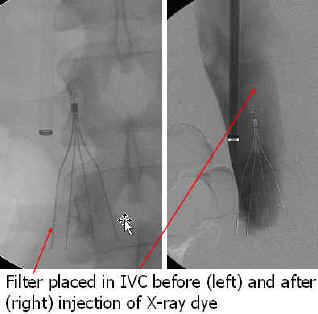 Filter placed in IVC before (left) and after
(right) injection of X-ray dye